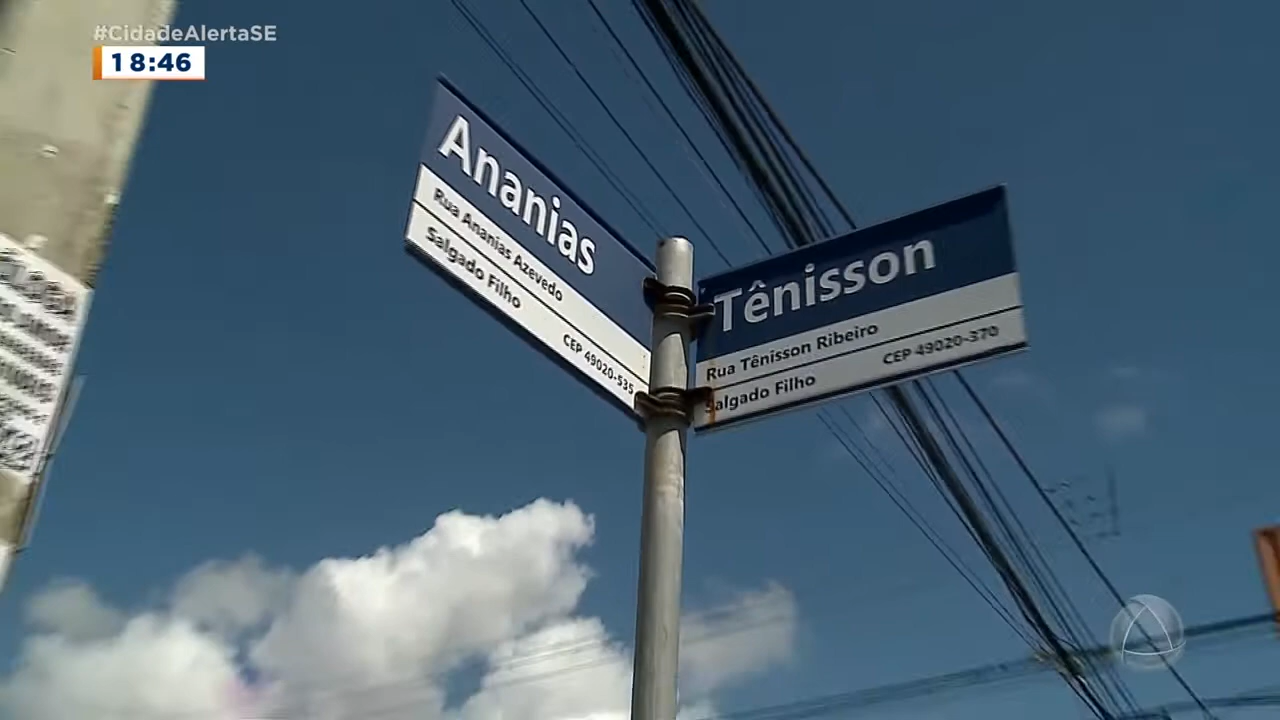 #CidadeAlertaSE
18:46
Ananias
Rua Ananias Azevedo
Salgado Filho
CEP 49020-535
Tênisson
Rua Tênisson Ribeiro
Salgado Filho
CEP 49020-370